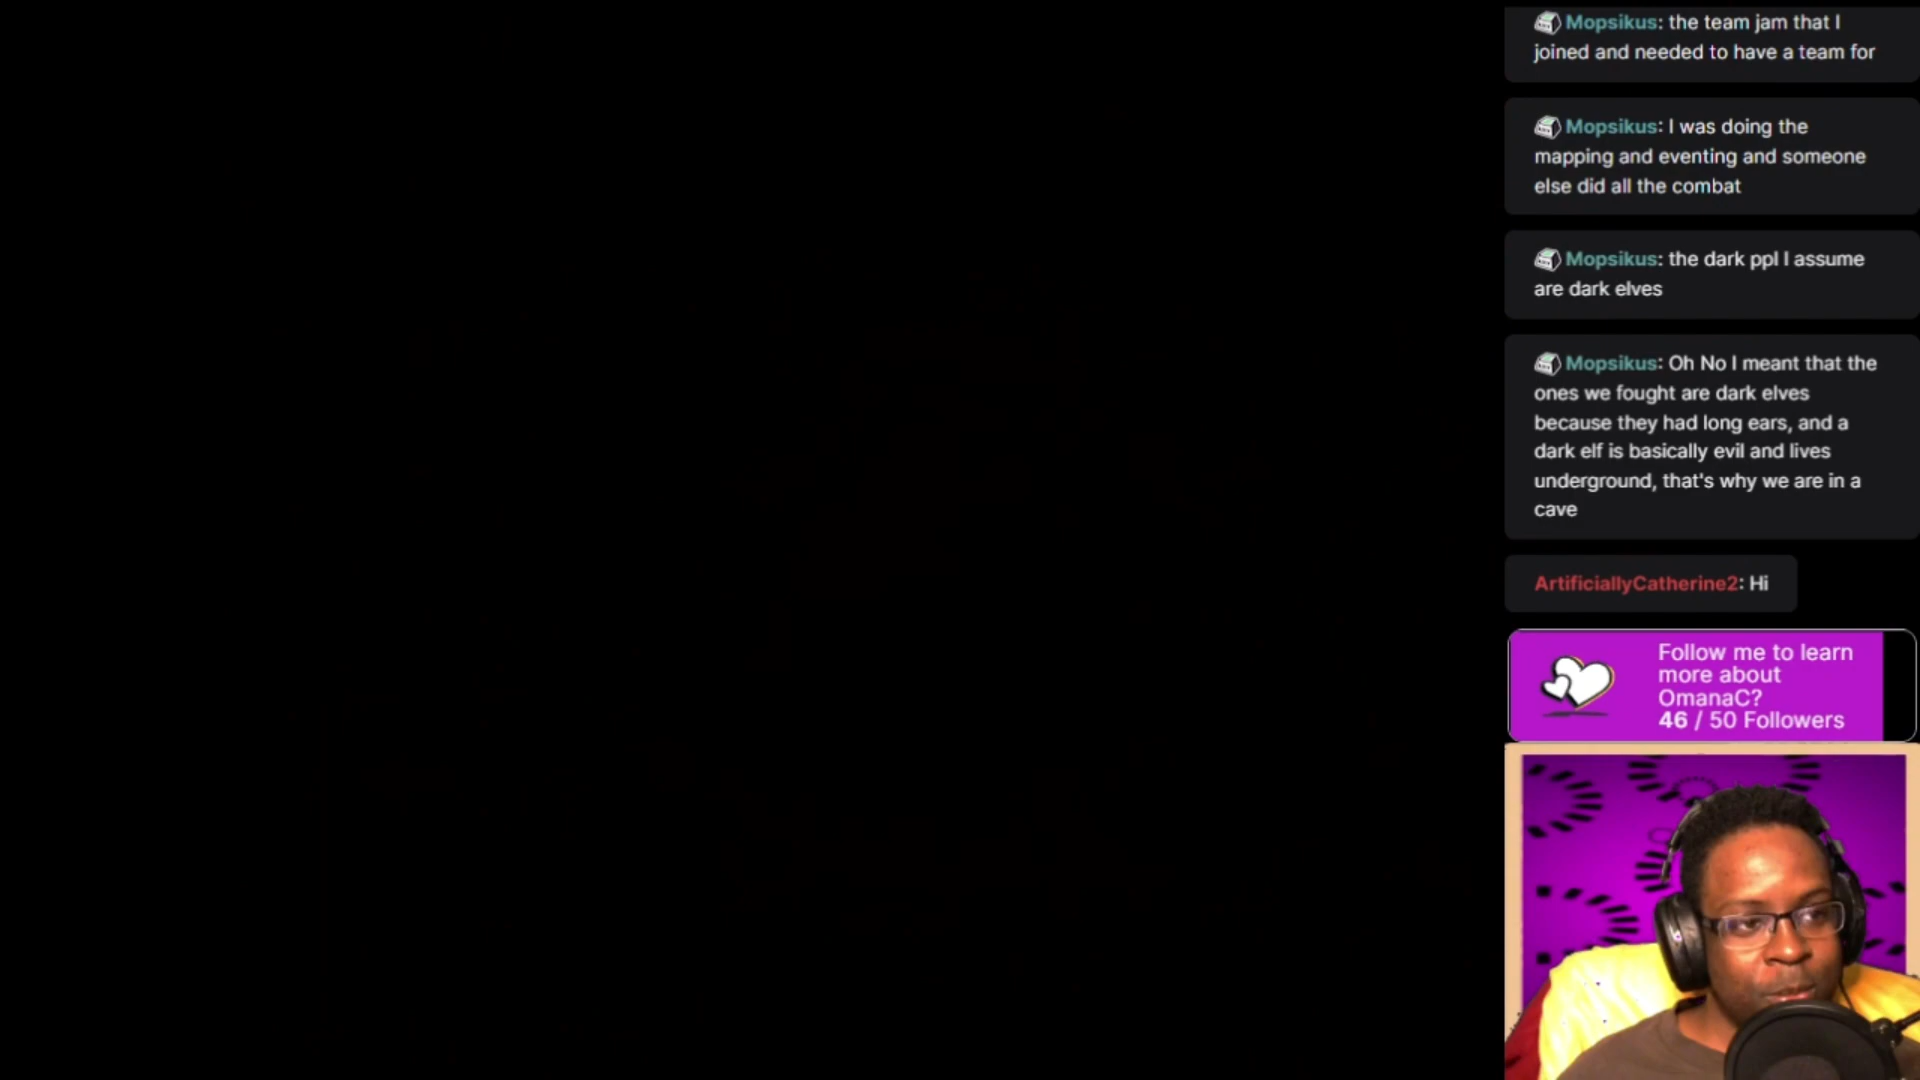 Mopsikus: the team jam that I
joined and needed to have a team for
Mopsikus: I was doing the
mapping and eventing and someone
else did all the combat
Mopsikus: the dark ppl I assume
are dark elves
Mopsikus: Oh No I meant that the
ones we fought are dark elves
because they had long ears, and a
dark elf is basically evil and lives
underground, that's why we are in a
cave
ArtificiallyCatherine2: Hi
Follow me to learn
more about
OmanaC?
46 / 50 Followers